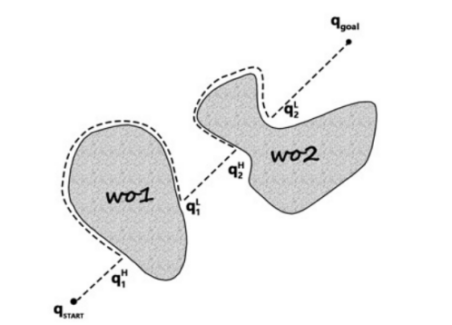 q_goal
q_2^L
wo2
q_2^H
wo1
q_1^L
q_1^H
q_START